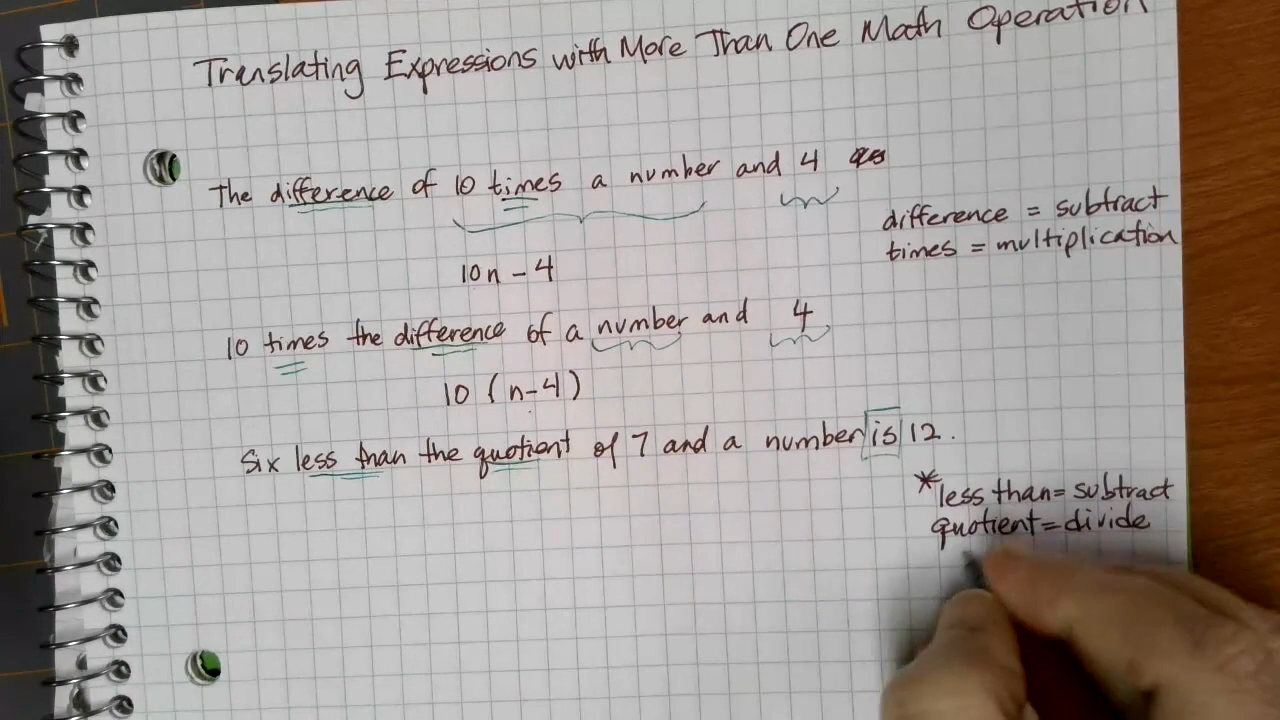 Translating Expressions with More Than One Math Operation
The difference of 10 times a number and 4
difference = subtract
times = multiplication
10n - 4
10 times the difference of a number and 4
10 (n-4)
Six less than the quotient of 7 and a number is 12.
*less than = subtract
quotient = divide